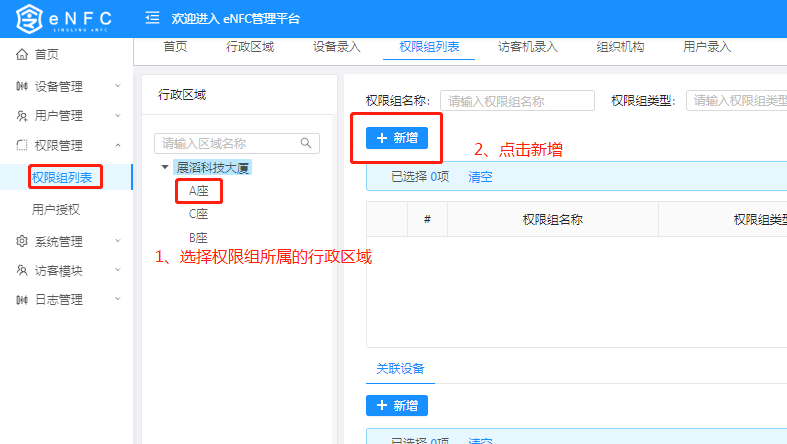 eNFC
LINGLING eNFC
欢迎进入 eNFC管理平台
首页
设备管理
用户管理
权限管理
权限组列表
用户授权
系统管理
访客模块
日志管理
首页 行政区域 设备录入 权限组列表 访客机录入 组织机构 用户录入
行政区域
请输入区域名称
展滔科技大厦
A座
C座
B座
1、选择权限组所属的行政区域
权限组名称: 请输入权限组名称 权限组类型: 请输入权限组类型
+ 新增
2、点击新增
已选择 0项 清空
# 权限组名称 权限组类型
关联设备
+ 新增
已选择 0项 清空